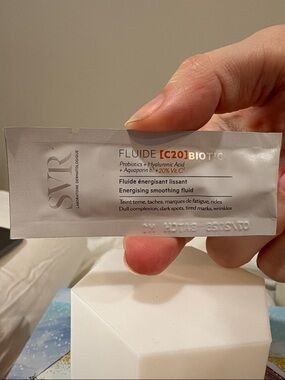 SVR
LABORATOIRE DERMATOLOGIQUE
FLUIDE [C20] BIOTIC
Probiotics + Hyaluronic Acid
+ Aquaporin b. + 20% Vit. C²
Fluide énergisant lissant
Energising smoothing fluid
Teint terne, taches, marques de fatigue, rides
Dull complexion, dark spots, tired marks, wrinkles